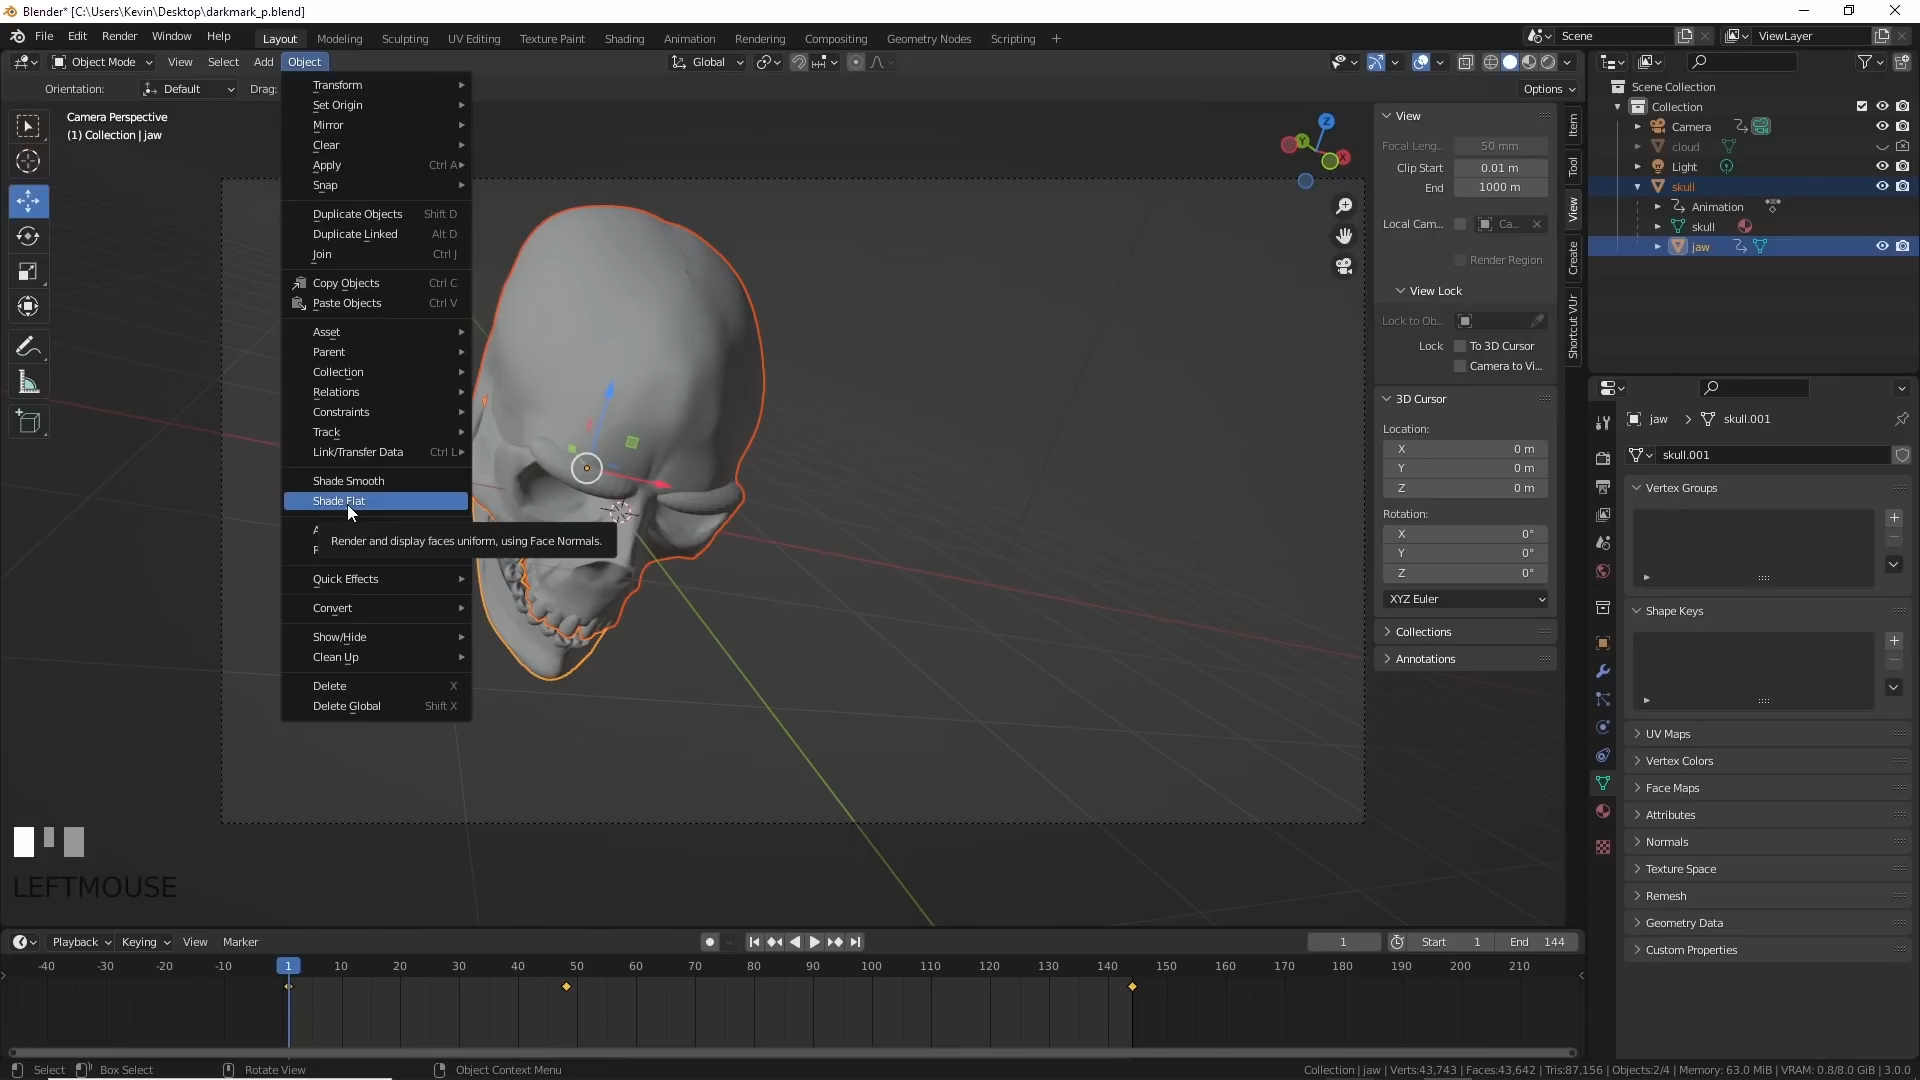 Blender* [C:\Users\Kevin\Desktop\darkmark_p.blend]
File Edit Render Window Help Layout Modeling Sculpting UV Editing Texture Paint Shading Animation Rendering Compositing Geometry Nodes Scripting + Scene ViewLayer
Object Mode View Select Add Object Global
Orientation: Default Drag: Options
Camera Perspective
(1) Collection | jaw
Transform
Set Origin
Mirror
Clear
Apply Ctrl A
Snap
Duplicate Objects Shift D
Duplicate Linked Alt D
Join Ctrl J
Copy Objects Ctrl C
Paste Objects Ctrl V
Asset
Parent
Collection
Relations
Constraints
Track
Link/Transfer Data Ctrl L
Shade Smooth
Shade Flat
Render and display faces uniform, using Face Normals.
Quick Effects
Convert
Show/Hide
Clean Up
Delete X
Delete Global Shift X
Z
Y
X
View
Focal Leng... 50 mm
Clip Start 0.01 m
End 1000 m
Local Cam... Ca...
Render Region
View Lock
Lock to Ob...
Lock To 3D Cursor
Camera to Vi...
3D Cursor
Location:
X 0 m
Y 0 m
Z 0 m
Rotation:
X 0°
Y 0°
Z 0°
XYZ Euler
Collections
Annotations
Item
Tool
View
Create
Shortcut VUr
Scene Collection
Collection
Camera
cloud
Light
skull
Animation
skull
jaw
jaw > skull.001
skull.001
Vertex Groups
Shape Keys
UV Maps
Vertex Colors
Face Maps
Attributes
Normals
Texture Space
Remesh
Geometry Data
Custom Properties
LEFTMOUSE
Playback Keying View Marker 1 Start 1 End 144
-40 -30 -20 -10 1 10 20 30 40 50 60 70 80 90 100 110 120 130 140 150 160 170 180 190 200 210
Select Box Select Rotate View Object Context Menu Collection | jaw | Verts:43,743 | Faces:43,642 | Tris:87,156 | Objects:2/4 | Memory: 63.0 MiB | VRAM: 0.8/8.0 GiB | 3.0.0